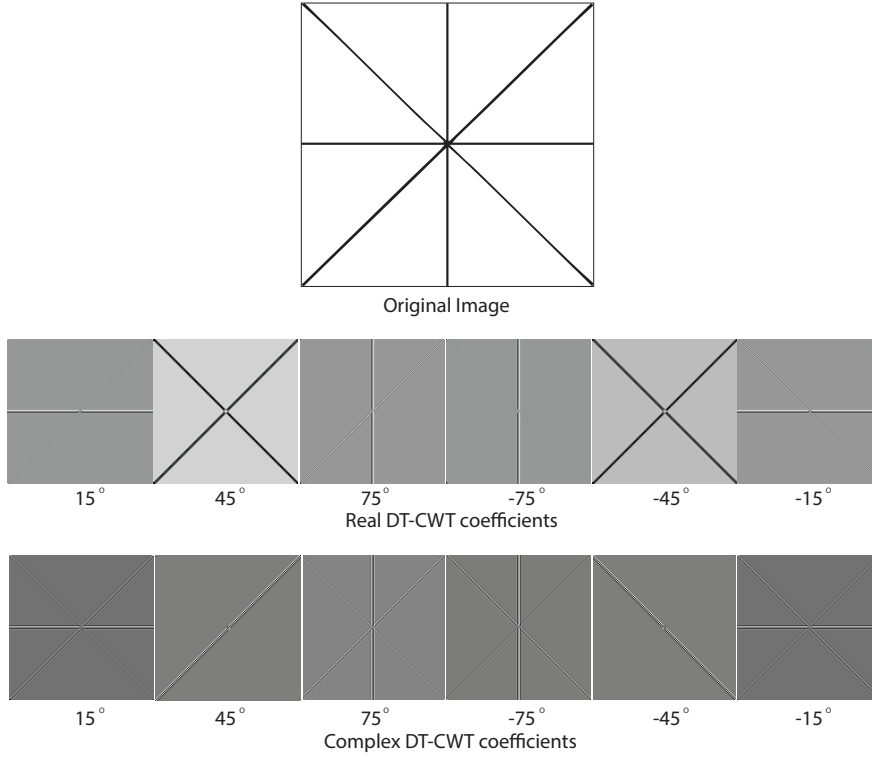 Original Image
15° 45° 75° -75° -45° -15°
Real DT-CWT coefficients
15° 45° 75° -75° -45° -15°
Complex DT-CWT coefficients